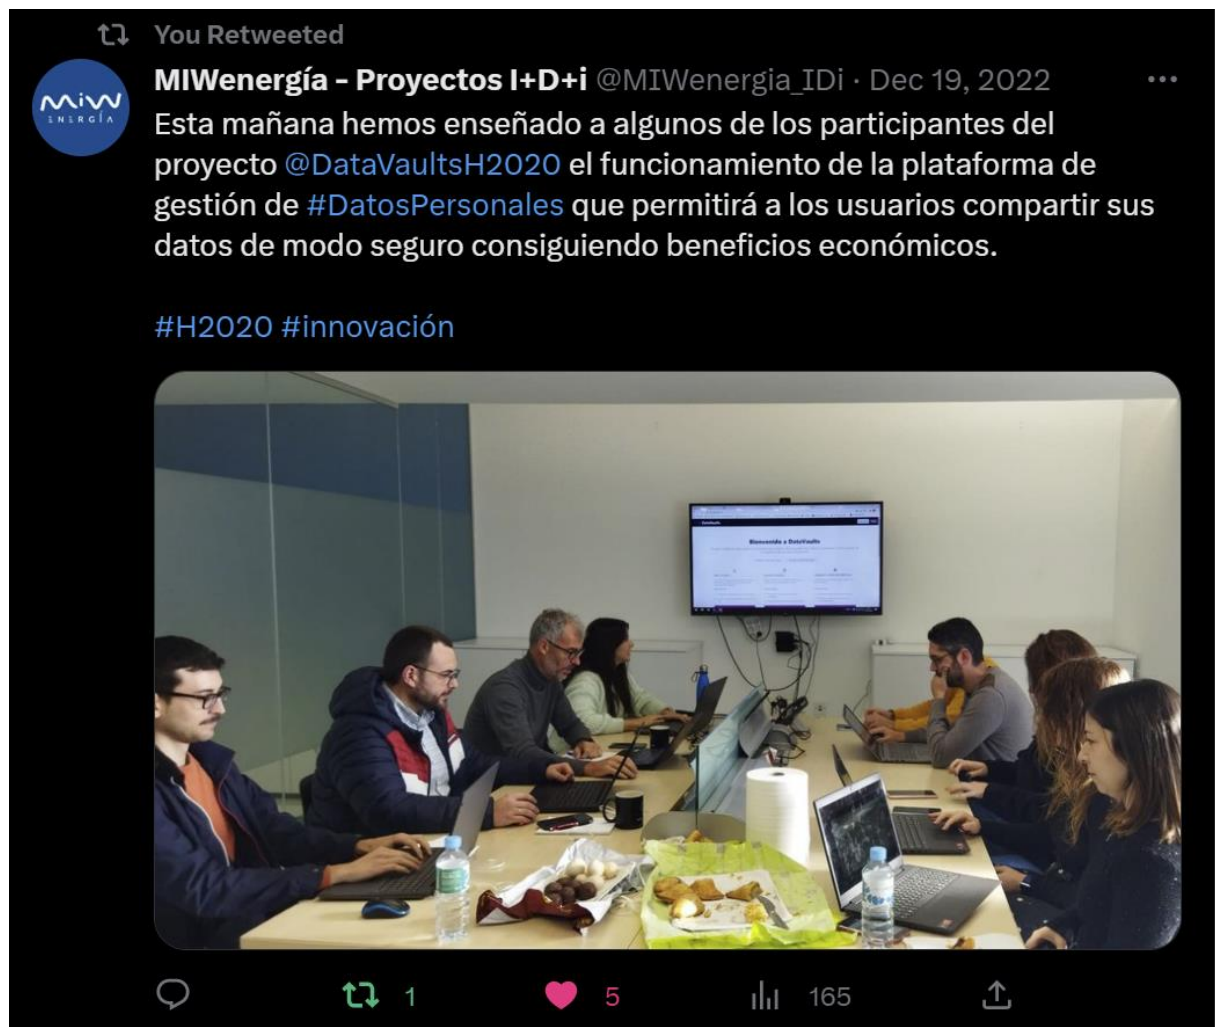 You Retweeted
MIWenergía - Proyectos I+D+i @MIWenergia_IDi · Dec 19, 2022
MiW
ENERGÍA
Esta mañana hemos enseñado a algunos de los participantes del
proyecto @DataVaultsH2020 el funcionamiento de la plataforma de
gestión de #DatosPersonales que permitirá a los usuarios compartir sus
datos de modo seguro consiguiendo beneficios económicos.
#H2020 #innovación
Bienvenido a DataVaults
1
5
165